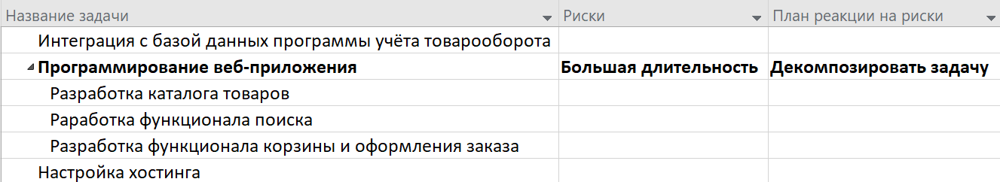 Название задачи Риски План реакции на риски
Интеграция с базой данных программы учёта товарооборота
Программирование веб-приложения Большая длительность Декомпозировать задачу
Разработка каталога товаров
Раработка функционала поиска
Разработка функционала корзины и оформления заказа
Настройка хостинга